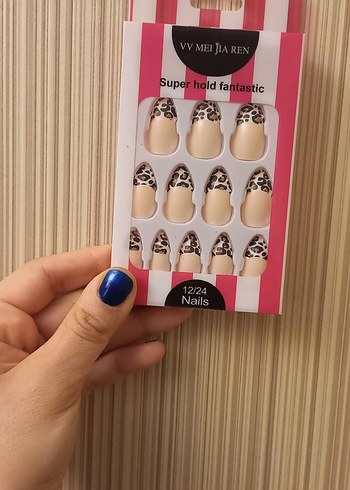 VV MEI JIA REN
Super hold fantastic
12/24
Nails